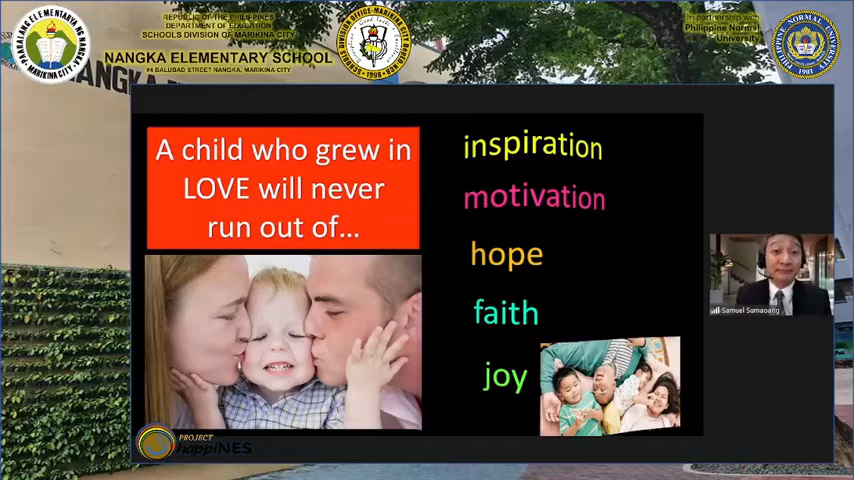 REPUBLIC OF THE PHILIPPINES
DEPARTMENT OF EDUCATION
SCHOOLS DIVISION OF MARIKINA CITY
NANGKA ELEMENTARY SCHOOL
#4 BALUBAD STREET NANGKA, MARIKINA CITY
In partnership with
Philippine Normal
University
A child who grew in
LOVE will never
run out of...
inspiration
motivation
hope
faith
joy
Samuel Sumaoang
PROJECT
happiNES